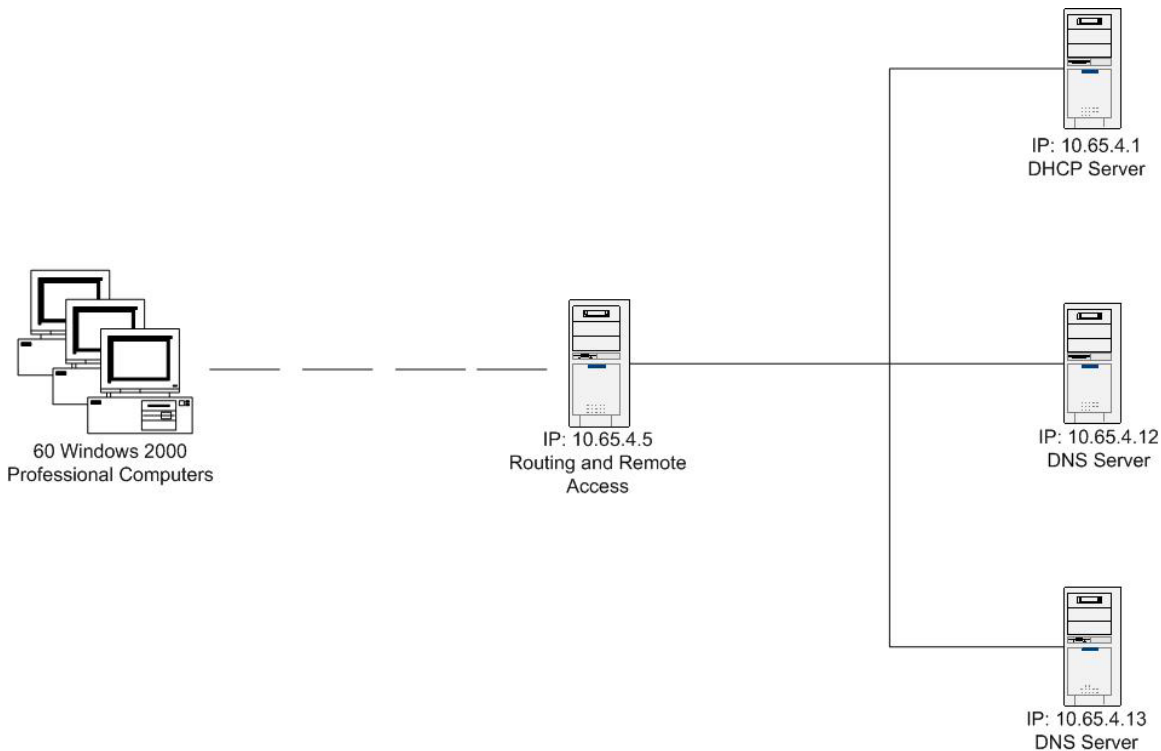 IP: 10.65.4.1
DHCP Server
60 Windows 2000
Professional Computers
IP: 10.65.4.5
Routing and Remote
Access
IP: 10.65.4.12
DNS Server
IP: 10.65.4.13
DNS Server